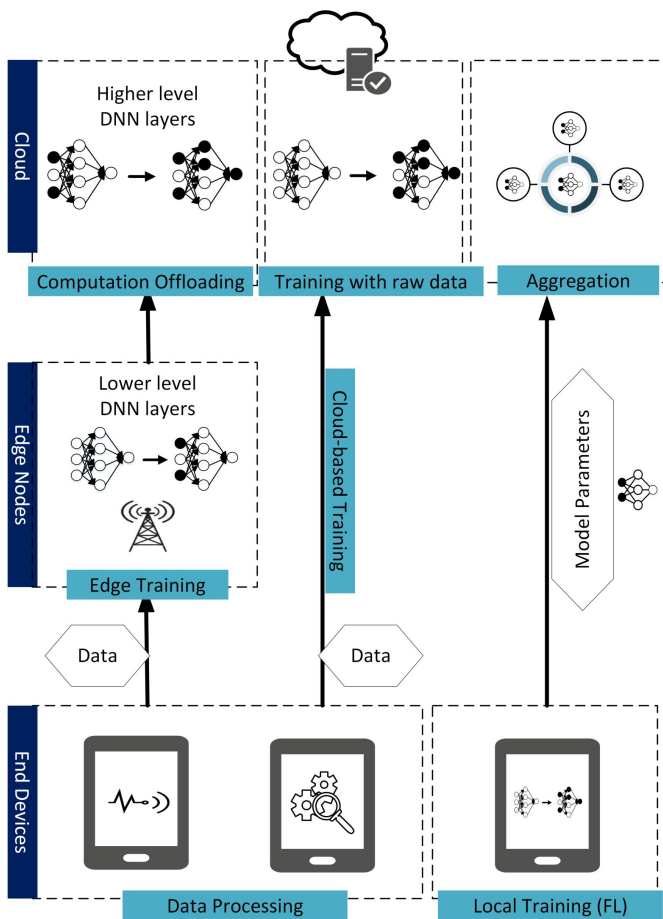 Cloud
Higher level
DNN layers
Computation Offloading
Training with raw data
Aggregation
Edge Nodes
Lower level
DNN layers
Edge Training
Cloud-based Training
Model Parameters
Data
Data
End Devices
Data Processing
Local Training (FL)